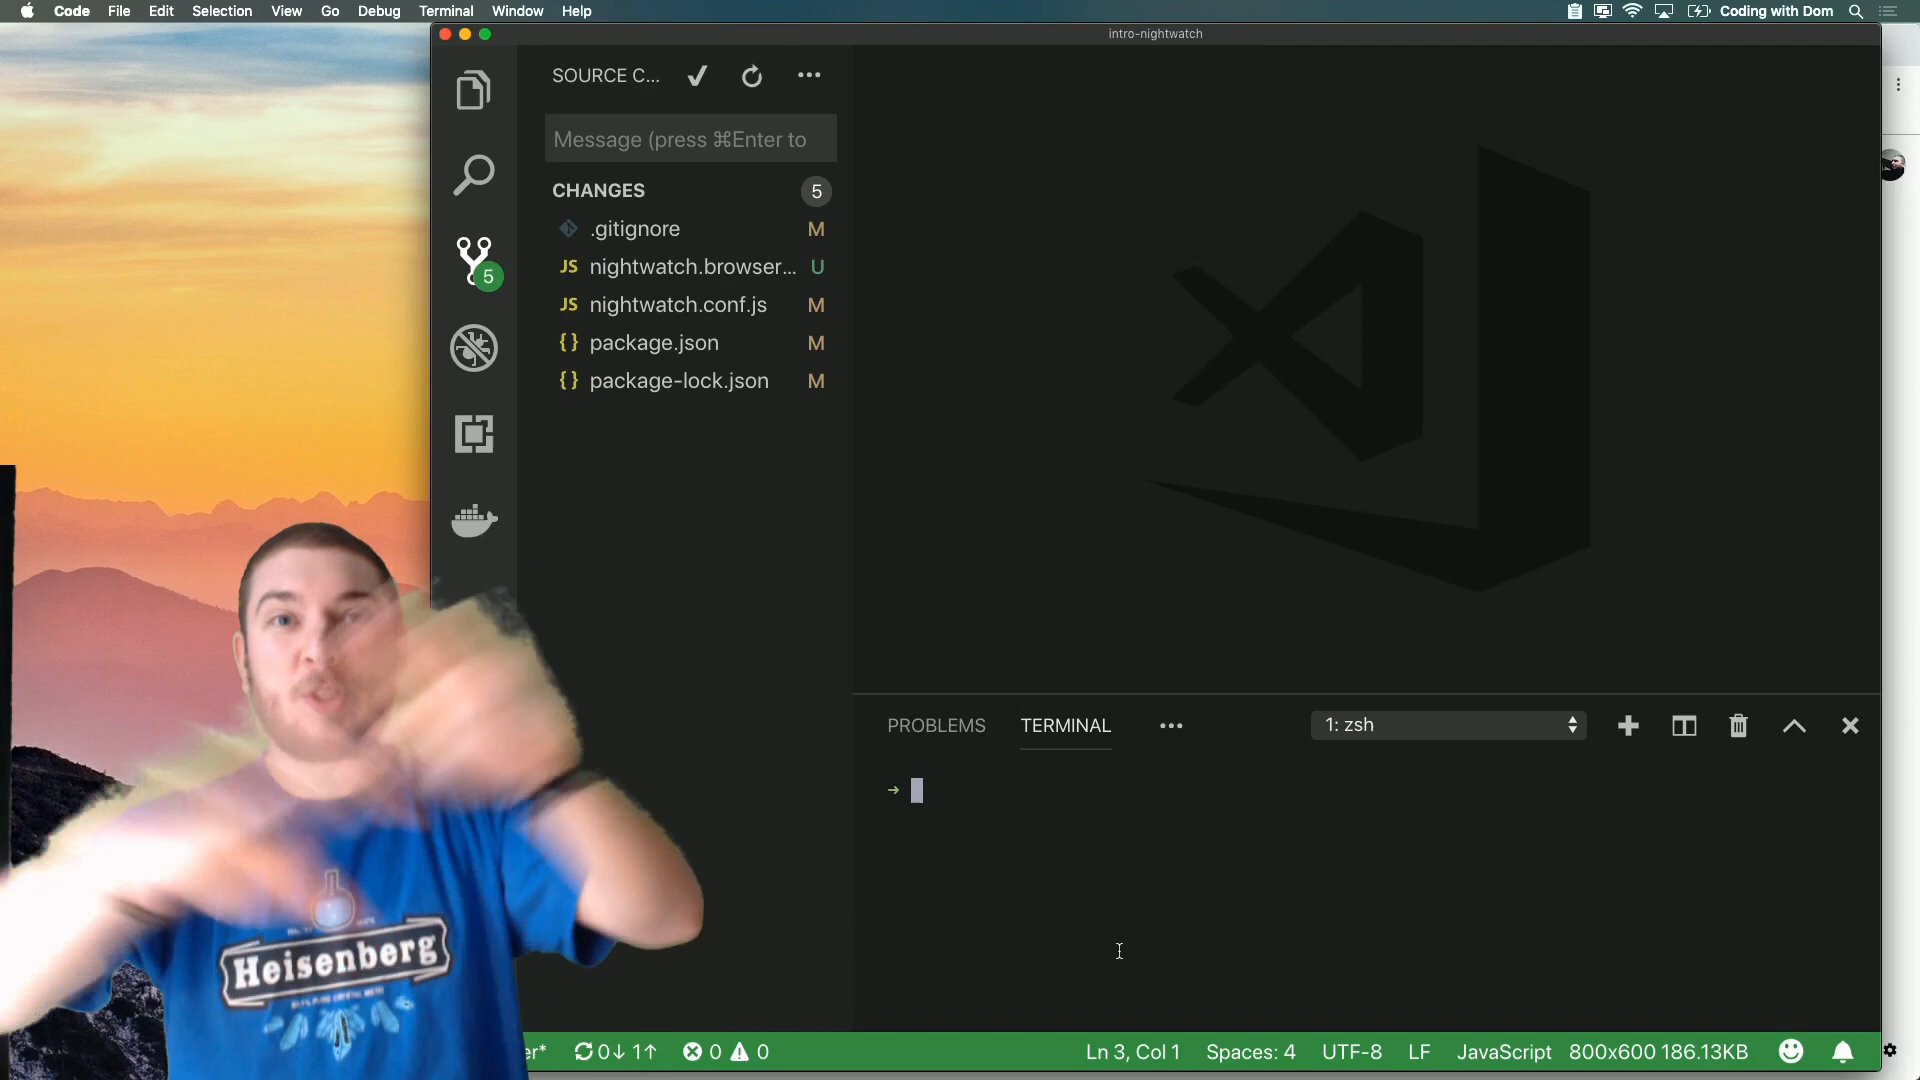 Code File Edit Selection View Go Debug Terminal Window Help Coding with Dom
intro-nightwatch
SOURCE C...
Message (press ⌘Enter to
CHANGES 5
.gitignore M
JS nightwatch.browser... U
JS nightwatch.conf.js M
{} package.json M
{} package-lock.json M
5
PROBLEMS TERMINAL ... 1: zsh
Heisenberg
er* 0↓ 1↑ 0 0 Ln 3, Col 1 Spaces: 4 UTF-8 LF JavaScript 800x600 186.13KB